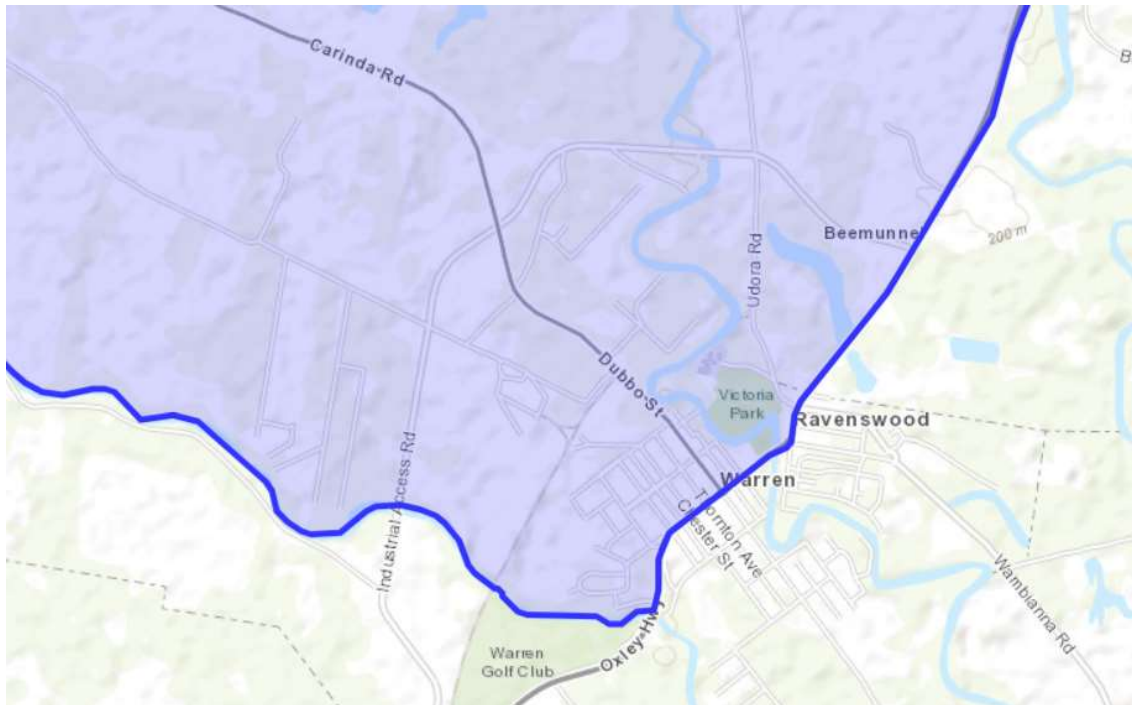 Carinda Rd
B
Beemunnel
200 m
Udora Rd
Dubbo St
Victoria
Park
Ravenswood
Warren
Industrial Access Rd
Thornton Ave
Chester St
Wambianna Rd
Oxley Hwy
Warren
Golf Club